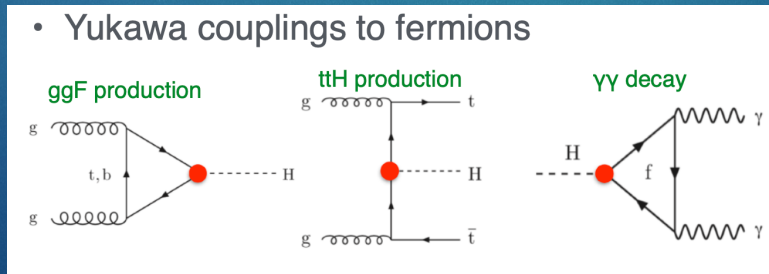 • Yukawa couplings to fermions
ggF production
ttH production
γγ decay
g
t,b
H
g
g
t
H
g
t̄
H
f
γ
γ